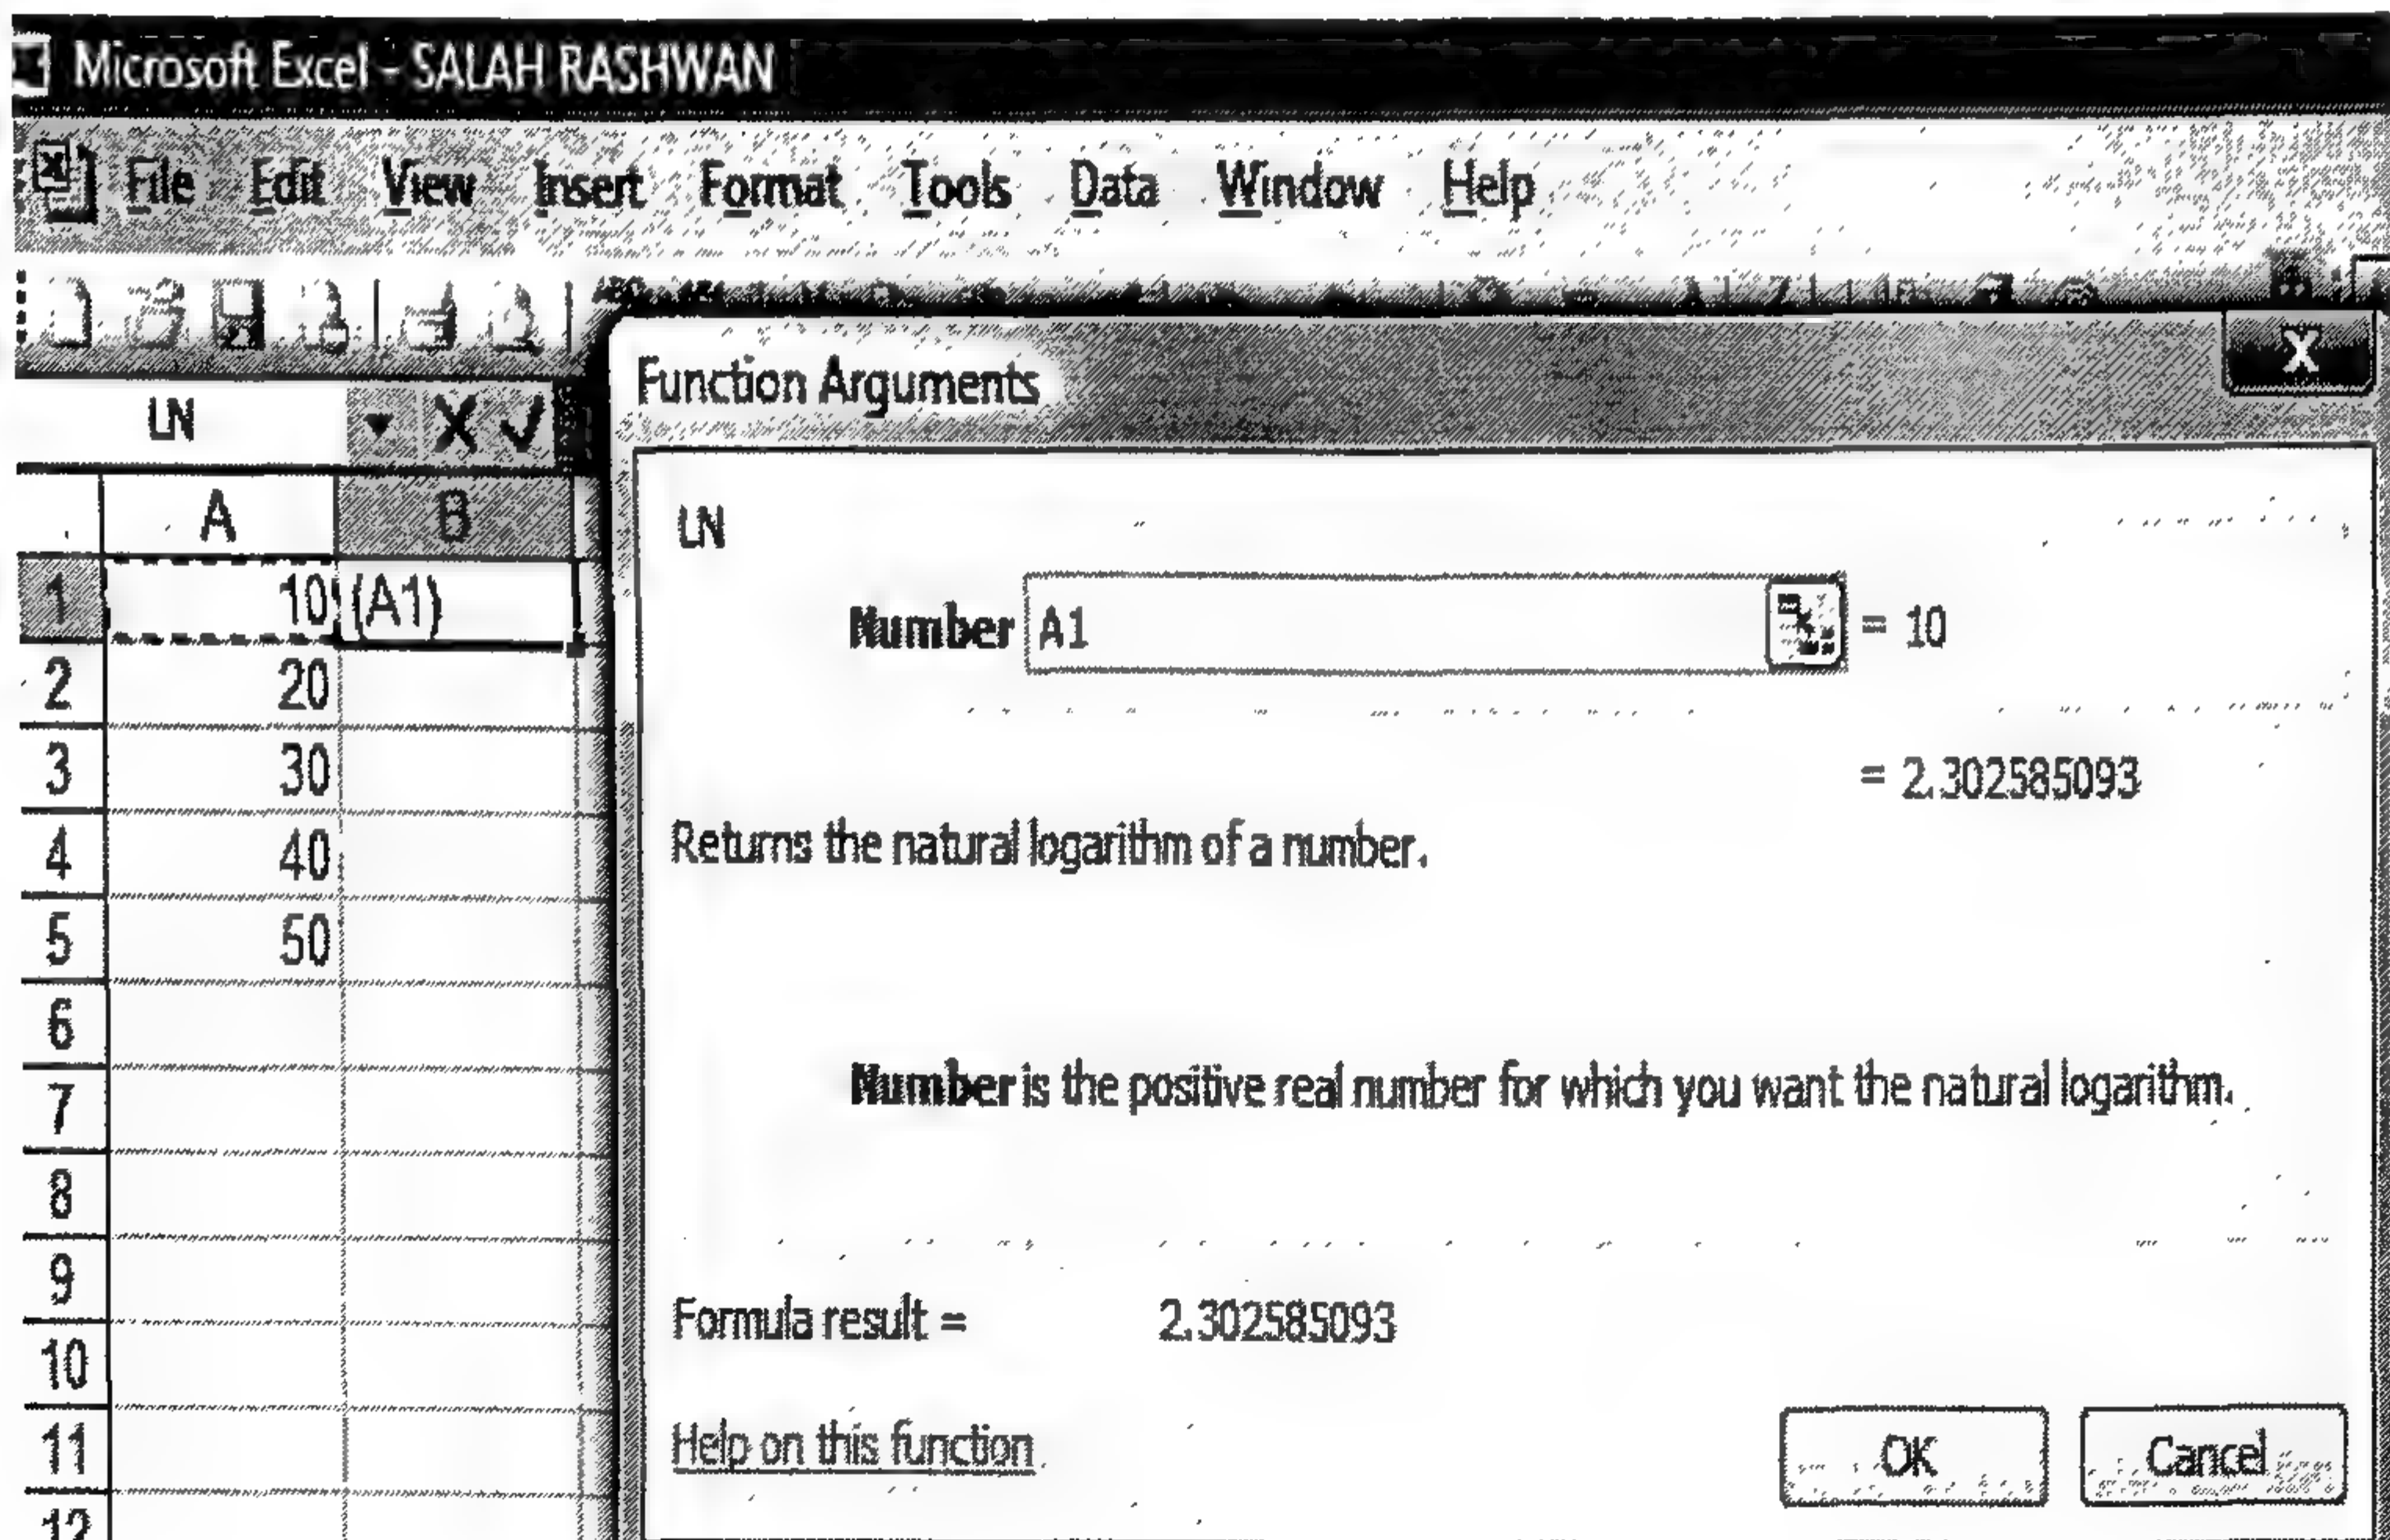 Microsoft Excel - SALAH RASHWAN
File Edit View Insert Format Tools Data Window Help
Function Arguments X
LN
A B
LN
1 10 (A1)
Number A1 = 10
2 20
3 30
= 2.302585093
4 40
Returns the natural logarithm of a number.
5 50
6
7
Number is the positive real number for which you want the natural logarithm.
8
9
10
Formula result = 2.302585093
11
Help on this function
OK Cancel
12